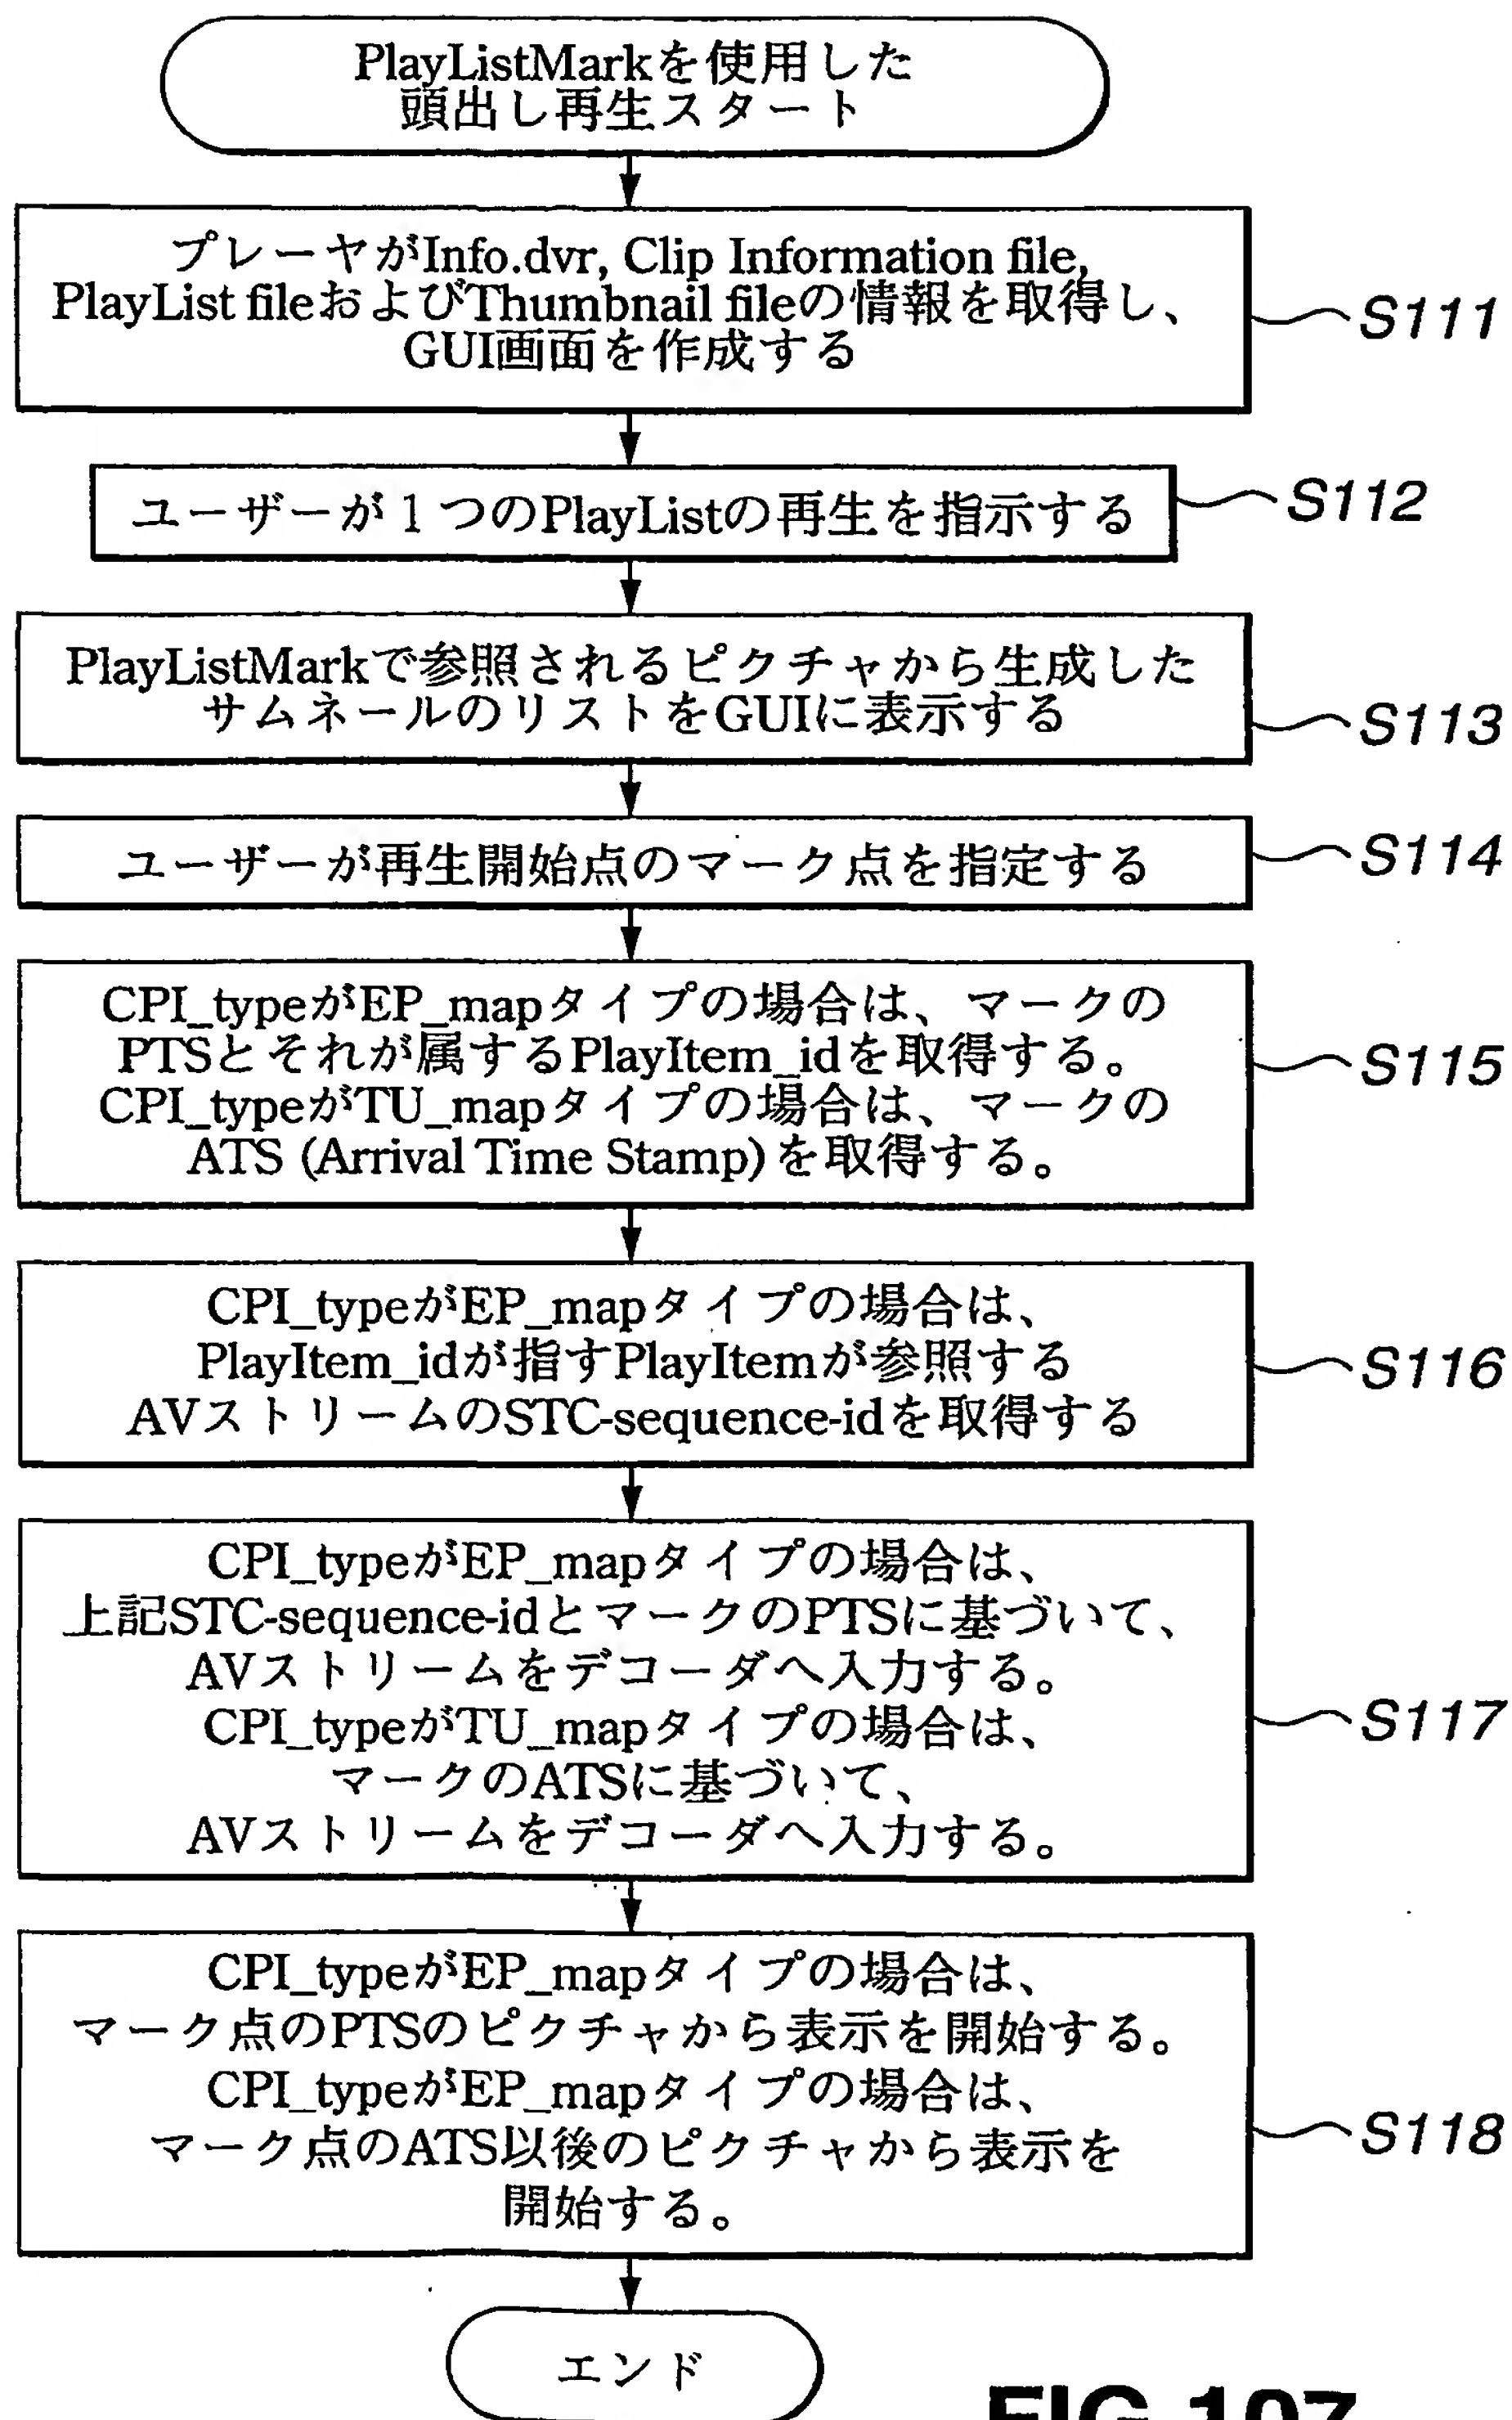 PlayListMarkを使用した
頭出し再生スタート
プレーヤがInfo.dvr, Clip Information file,
PlayList fileおよびThumbnail fileの情報を取得し、
GUI画面を作成する
S111
ユーザーが1つのPlayListの再生を指示する
S112
PlayListMarkで参照されるピクチャから生成した
サムネールのリストをGUIに表示する
S113
ユーザーが再生開始点のマーク点を指定する
S114
CPI_typeがEP_mapタイプの場合は、マークの
PTSとそれが属するPlayItem_idを取得する。
CPI_typeがTU_mapタイプの場合は、マークの
ATS (Arrival Time Stamp)を取得する。
S115
CPI_typeがEP_mapタイプの場合は、
PlayItem_idが指すPlayItemが参照する
AVストリームのSTC-sequence-idを取得する
S116
CPI_typeがEP_mapタイプの場合は、
上記STC-sequence-idとマークのPTSに基づいて、
AVストリームをデコーダへ入力する。
CPI_typeがTU_mapタイプの場合は、
マークのATSに基づいて、
AVストリームをデコーダへ入力する。
S117
CPI_typeがEP_mapタイプの場合は、
マーク点のPTSのピクチャから表示を開始する。
CPI_typeがEP_mapタイプの場合は、
マーク点のATS以後のピクチャから表示を
開始する。
S118
エンド
FIG.107